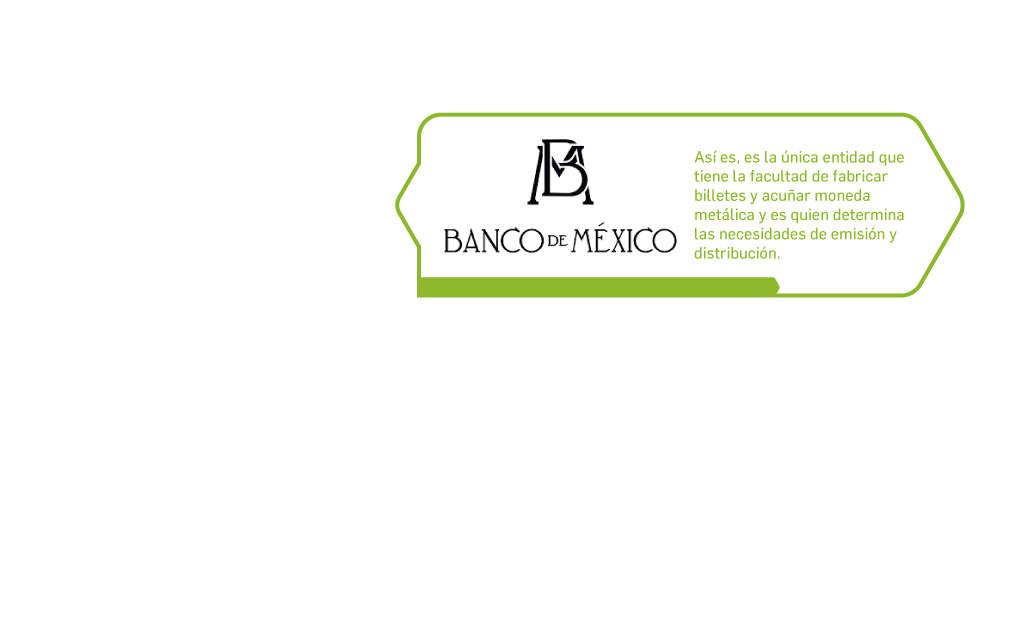 BANCO DE MÉXICO
Así es, es la única entidad que
tiene la facultad de fabricar
billetes y acuñar moneda
metálica y es quien determina
las necesidades de emisión y
distribución.